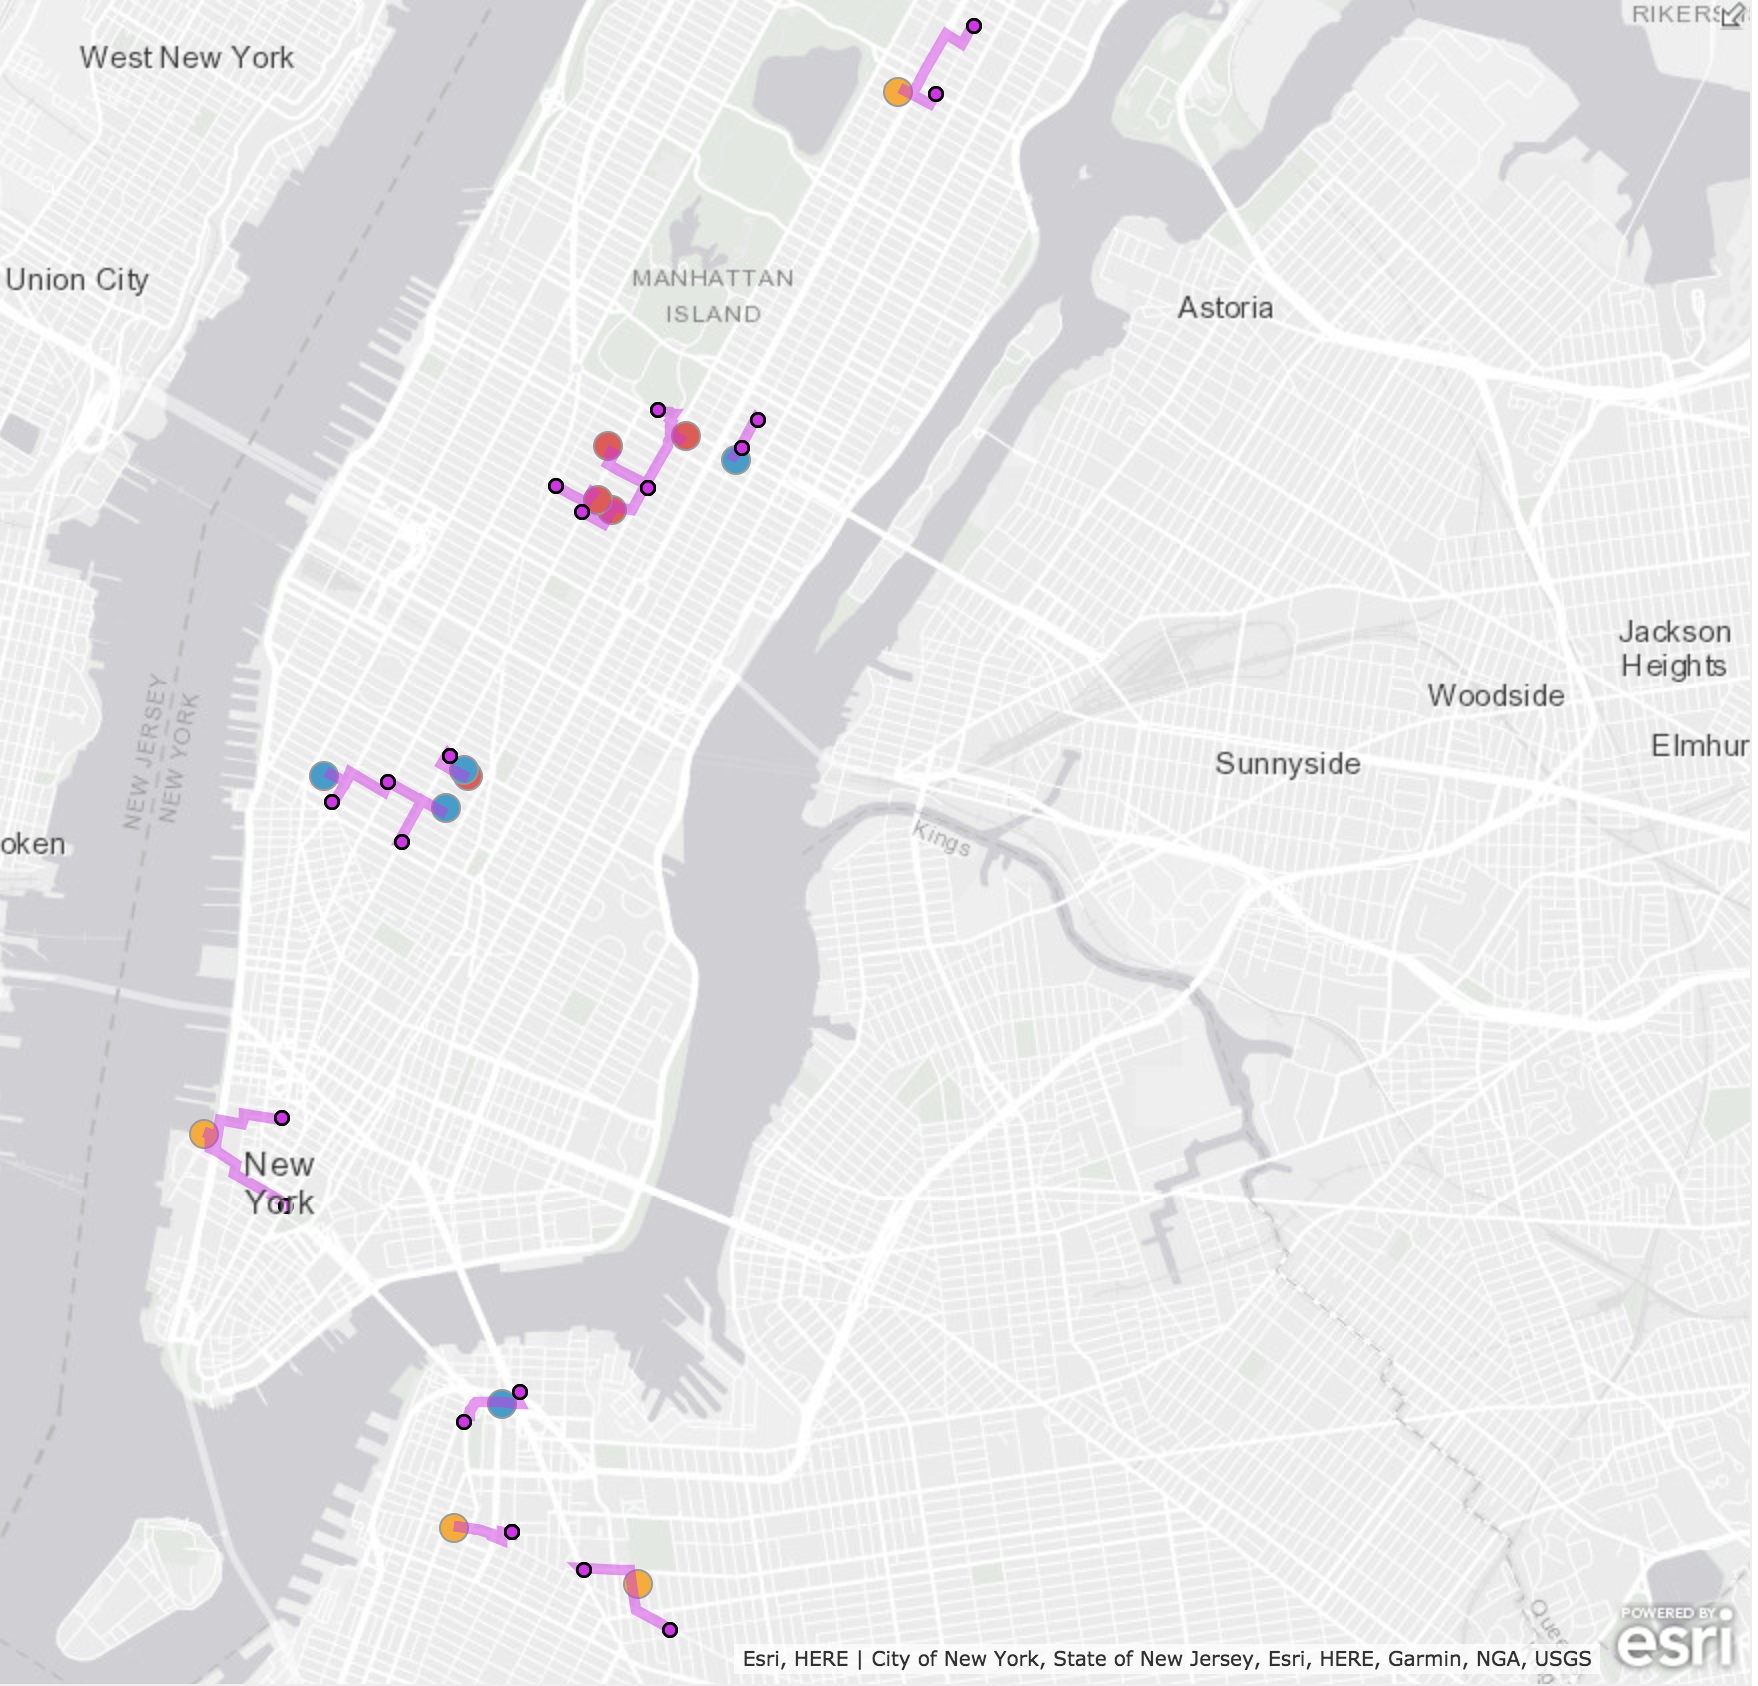 RIKERS
West New York
Union City
MANHATTAN
ISLAND
Astoria
Jackson
Heights
Woodside
Elmhur
Sunnyside
NEW JERSEY
NEW YORK
oken
Kings
New
York
Que
POWERED BY
esri
Esri, HERE | City of New York, State of New Jersey, Esri, HERE, Garmin, NGA, USGS